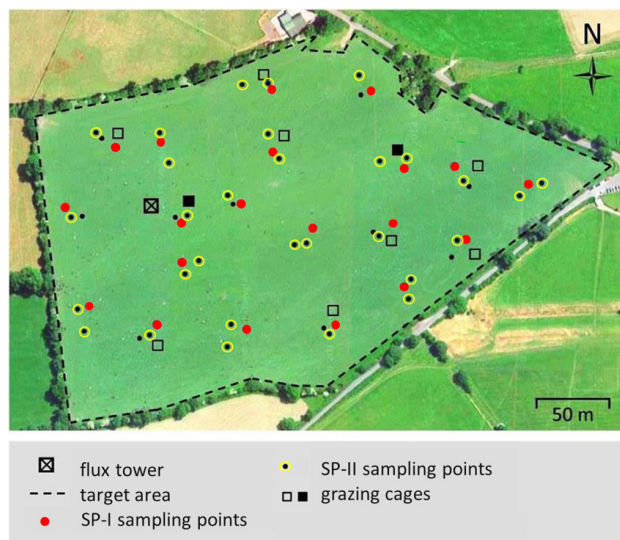 N
50 m
flux tower
target area
SP-I sampling points
SP-II sampling points
grazing cages